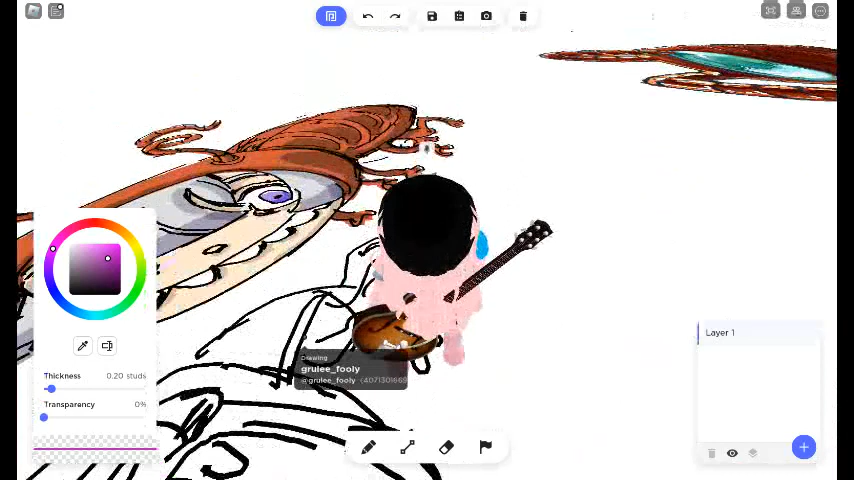 Layer 1
Thickness 0.20 studs
Transparency 0%
Drawing
grulee_fooly
@grulee_fooly